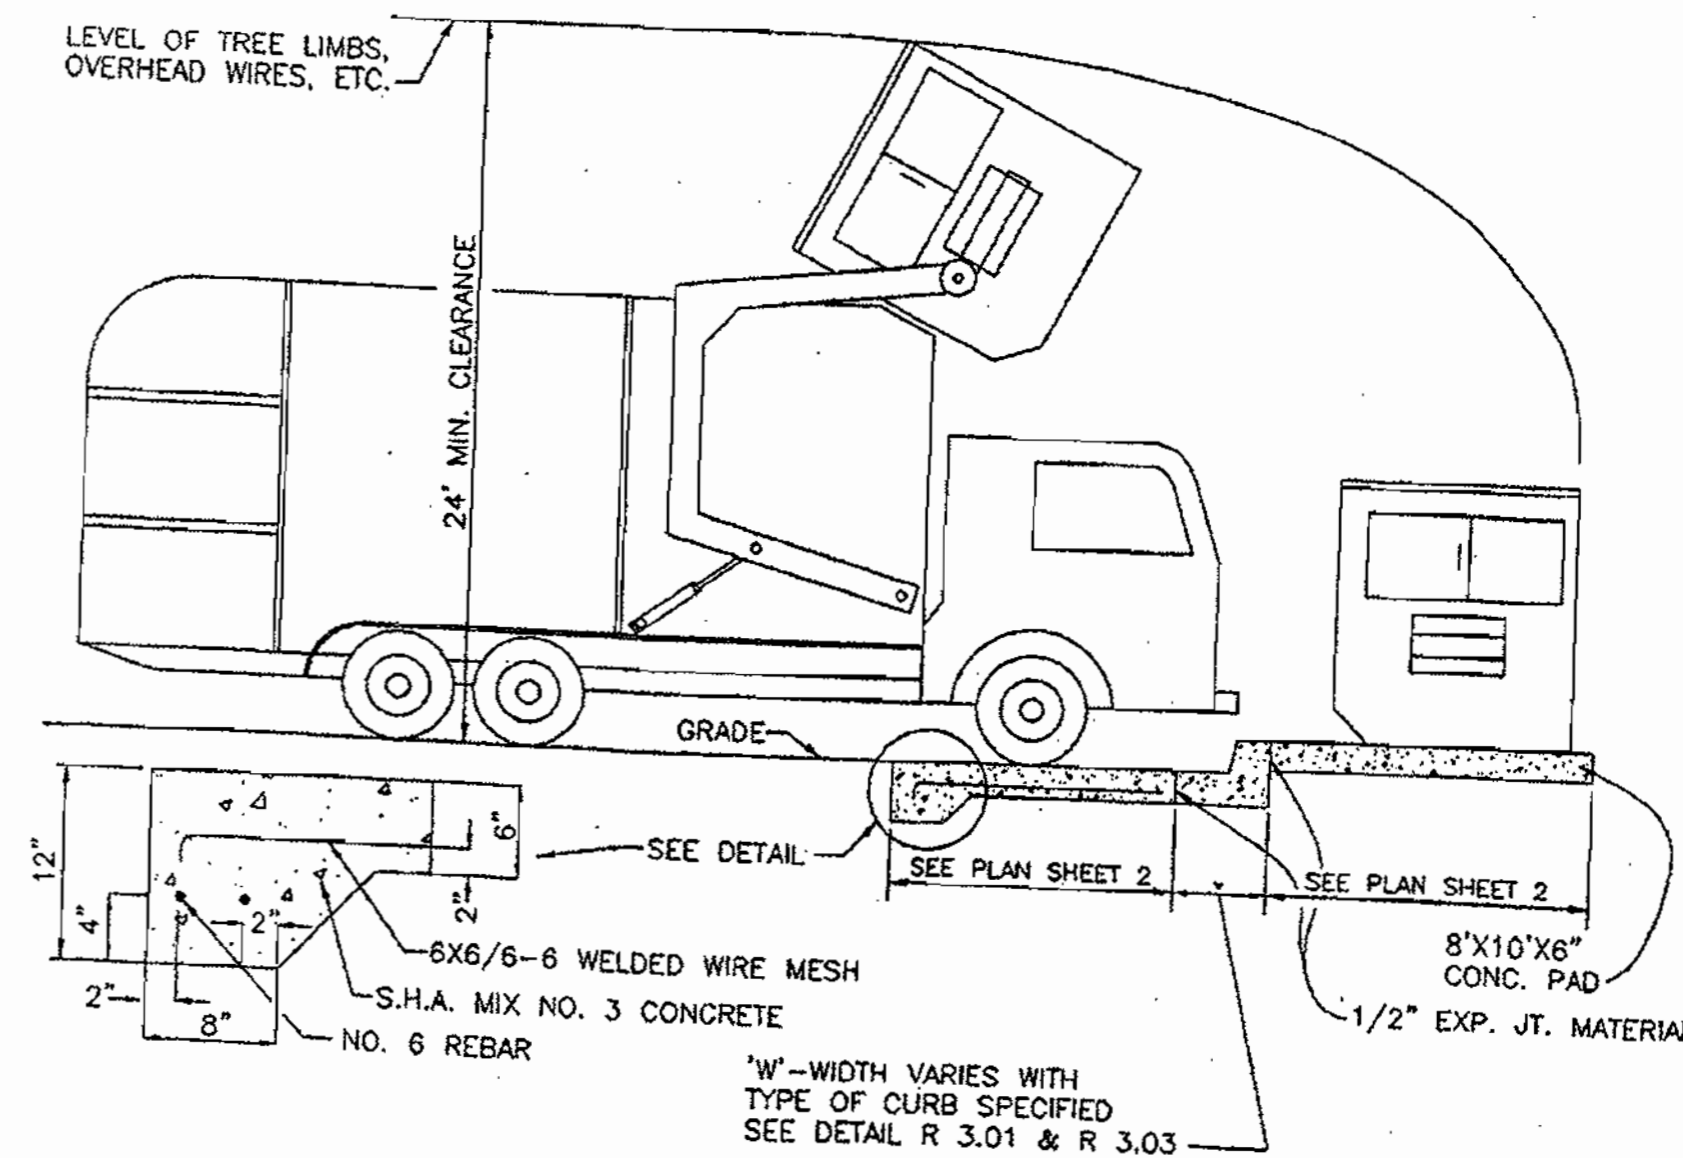 LEVEL OF TREE LIMBS,
OVERHEAD WIRES, ETC.
24' MIN. CLEARANCE
GRADE
12"
6"
SEE DETAIL
SEE PLAN SHEET 2
SEE PLAN SHEET 2
4"
2"
2"
6X6/6-6 WELDED WIRE MESH
8'X10'X6"
CONC. PAD
2"
S.H.A. MIX NO. 3 CONCRETE
8"
1/2" EXP. JT. MATERIAL
NO. 6 REBAR
'W'-WIDTH VARIES WITH
TYPE OF CURB SPECIFIED
SEE DETAIL R 3.01 & R 3.03